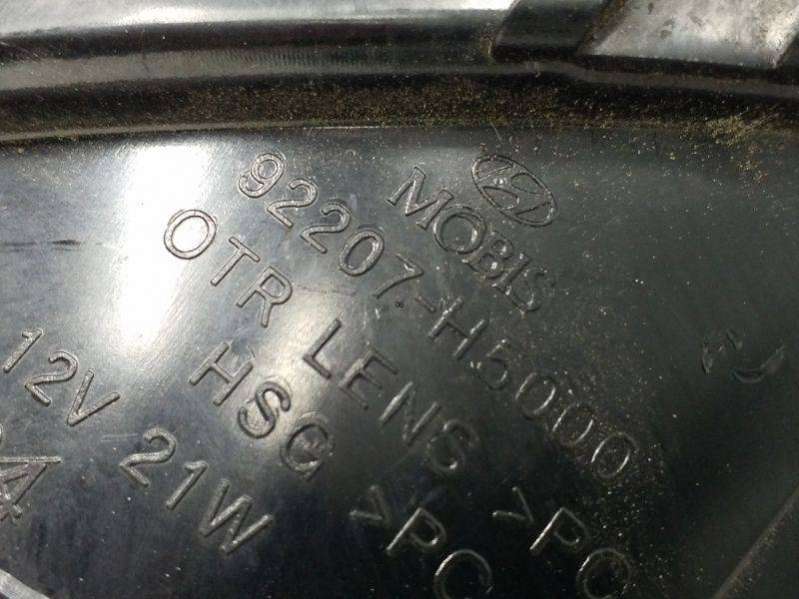 MOBIS
92207-H5000
OTR LENS >PC
HSG >PC
12V 21W